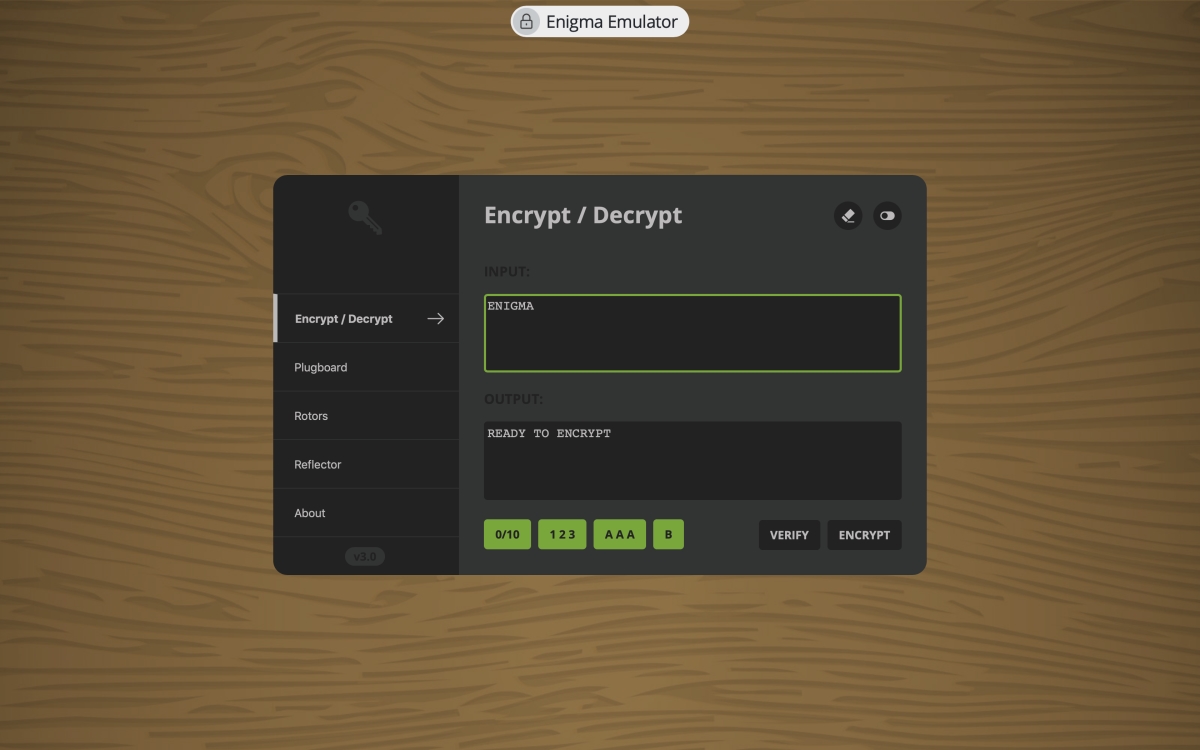 Enigma Emulator
Encrypt / Decrypt
Plugboard
Rotors
Reflector
About
v3.0
Encrypt / Decrypt
INPUT:
ENIGMA
OUTPUT:
READY TO ENCRYPT
0/10 1 2 3 A A A B VERIFY ENCRYPT